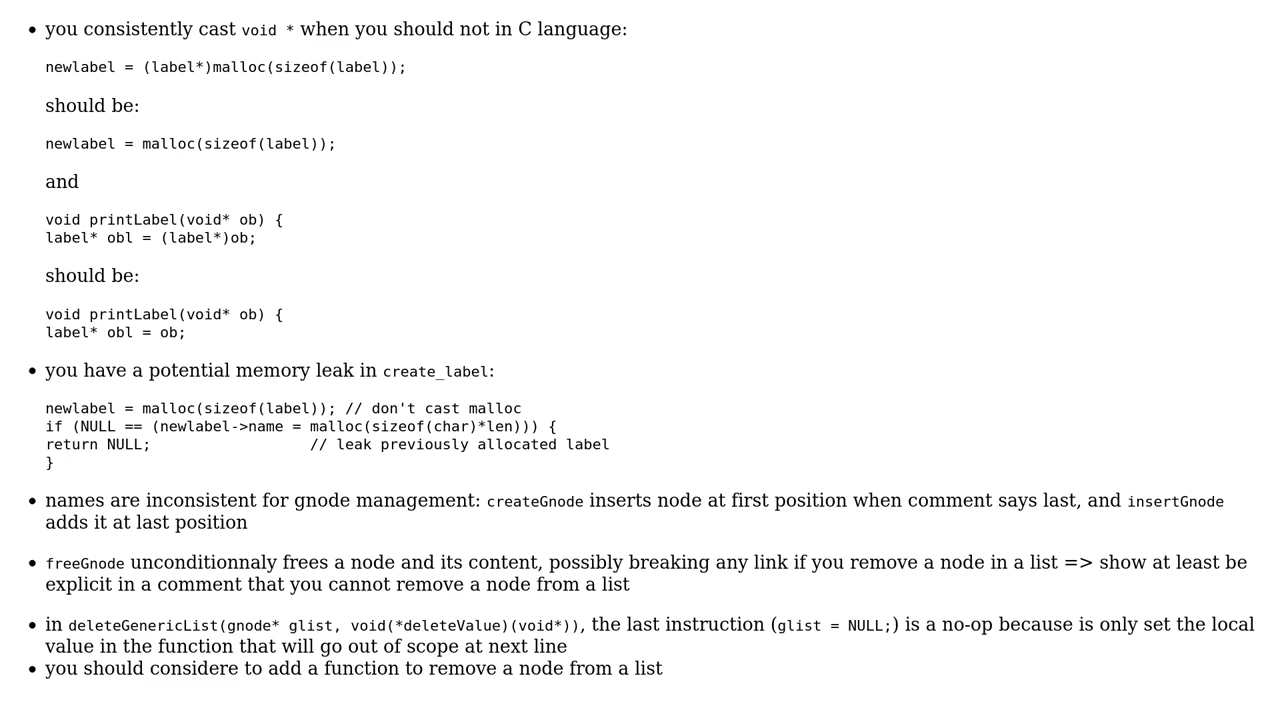 • you consistently cast void * when you should not in C language:
newlabel = (label*)malloc(sizeof(label));
should be:
newlabel = malloc(sizeof(label));
and
void printLabel(void* ob) {
label* obl = (label*)ob;
should be:
void printLabel(void* ob) {
label* obl = ob;
• you have a potential memory leak in create_label:
newlabel = malloc(sizeof(label)); // don't cast malloc
if (NULL == (newlabel->name = malloc(sizeof(char)*len))) {
return NULL;                  // leak previously allocated label
}
• names are inconsistent for gnode management: createGnode inserts node at first position when comment says last, and insertGnode
adds it at last position
• freeGnode unconditionnaly frees a node and its content, possibly breaking any link if you remove a node in a list => show at least be
explicit in a comment that you cannot remove a node from a list
• in deleteGenericList(gnode* glist, void(*deleteValue)(void*)), the last instruction (glist = NULL;) is a no-op because is only set the local
value in the function that will go out of scope at next line
• you should considere to add a function to remove a node from a list